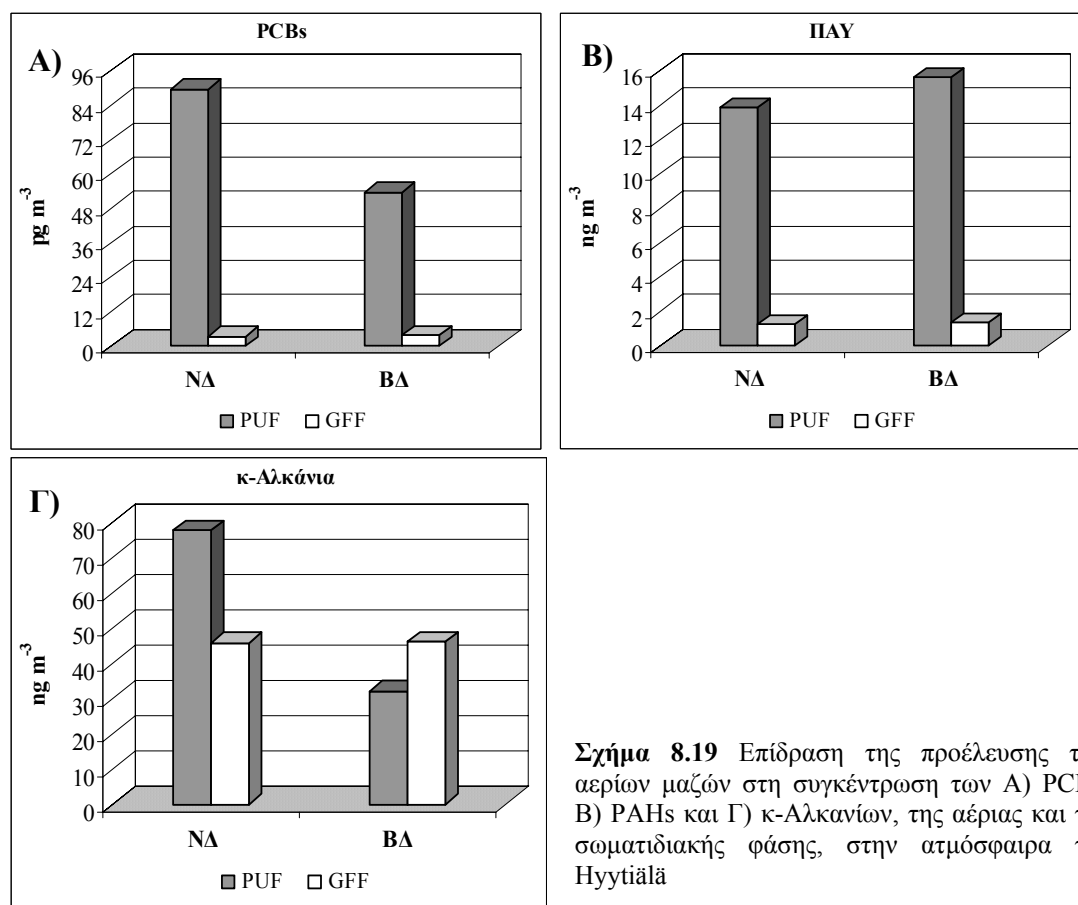 PCBs
Α)
96
84
72
60
48
36
24
12
0
pg m-3
ΝΔ ΒΔ
PUF GFF
ΠΑΥ
Β)
16
14
12
10
8
6
4
2
0
ng m-3
ΝΔ ΒΔ
PUF GFF
κ-Αλκάνια
Γ)
80
70
60
50
40
30
20
10
0
ng m-3
ΝΔ ΒΔ
PUF GFF
Σχήμα 8.19 Επίδραση της προέλευσης
αερίων μαζών στη συγκέντρωση των Α)
Β) PAHs και Γ) κ-Αλκανίων, της αέριας και
σωματιδιακής φάσης, στην ατμόσφαιρα
Hyytiälä